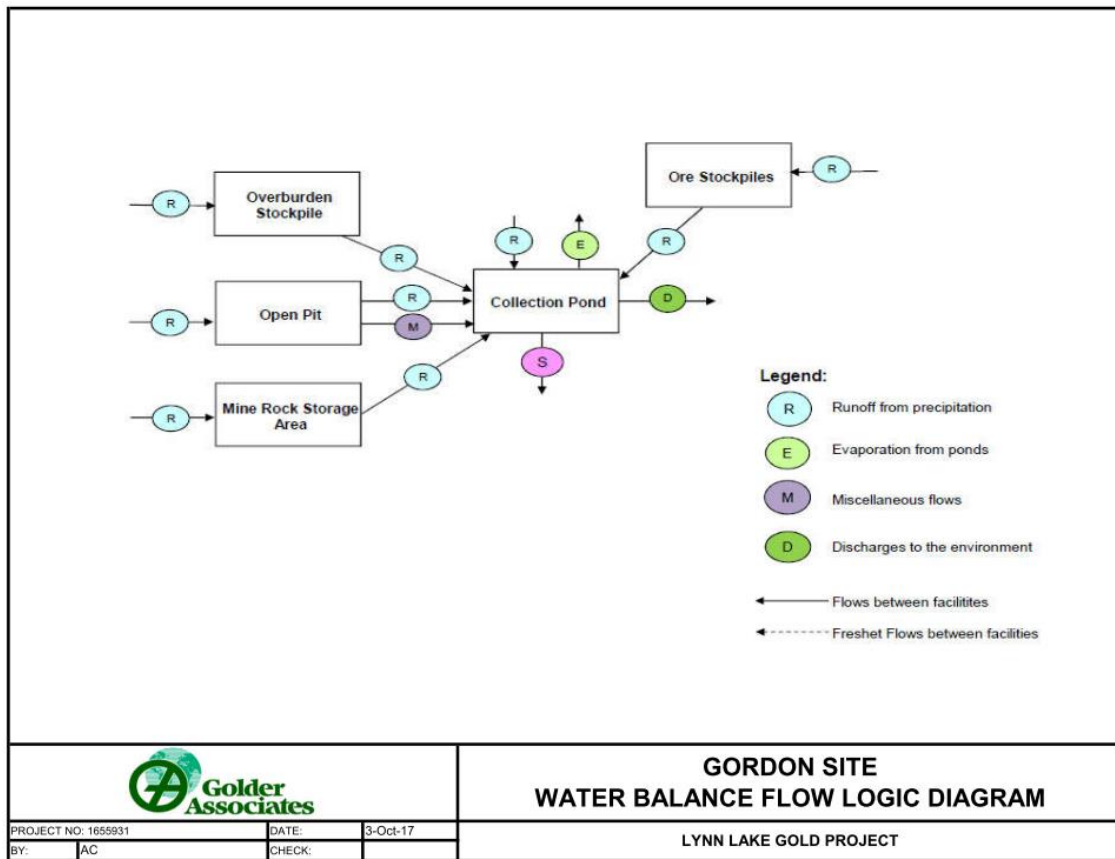 R
Overburden
Stockpile
R
Ore Stockpiles
R
R
R
E
R
Open Pit
R
M
Collection Pond
D
R
S
R
Mine Rock Storage
Area
R
Legend:
R Runoff from precipitation
E Evaporation from ponds
M Miscellaneous flows
D Discharges to the environment
Flows between facilitites
Freshet Flows between facilities
Golder
Associates
GORDON SITE
WATER BALANCE FLOW LOGIC DIAGRAM
PROJECT NO: 1655931 DATE: 3-Oct-17
BY: AC CHECK:
LYNN LAKE GOLD PROJECT